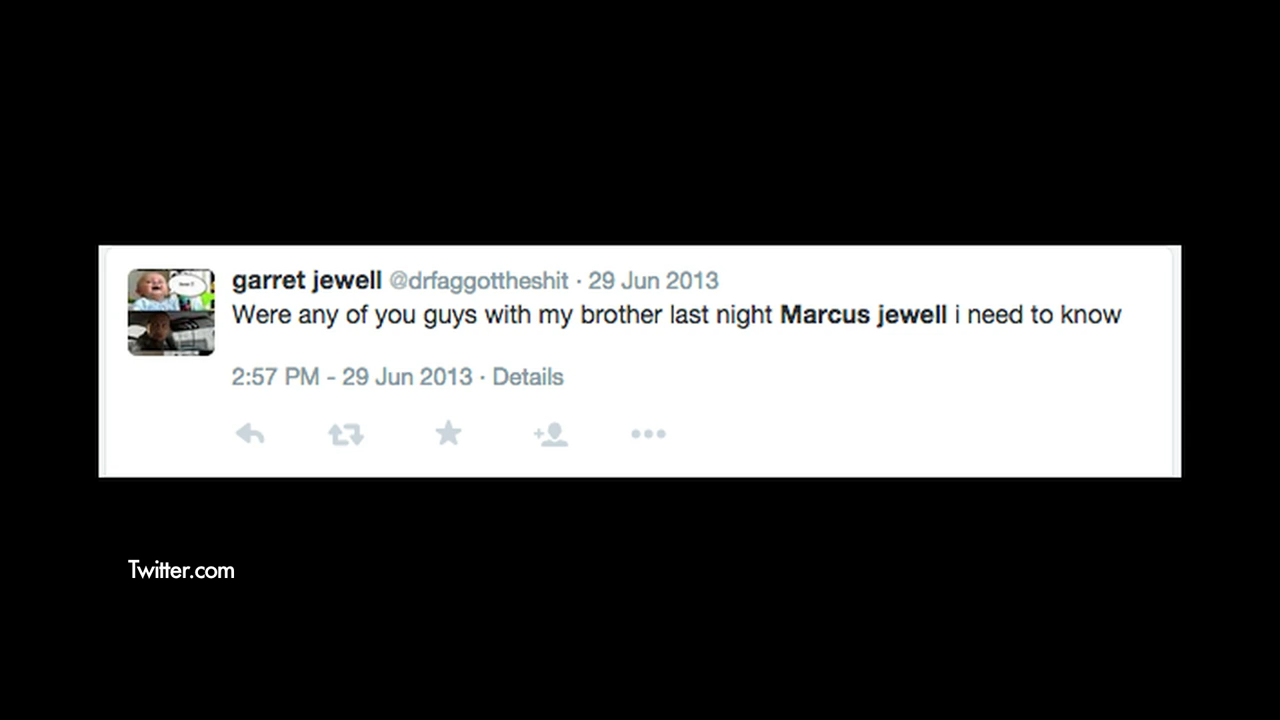 garret jewell @drfaggottheshit · 29 Jun 2013
Were any of you guys with my brother last night Marcus jewell i need to know
2:57 PM - 29 Jun 2013 · Details
Twitter.com